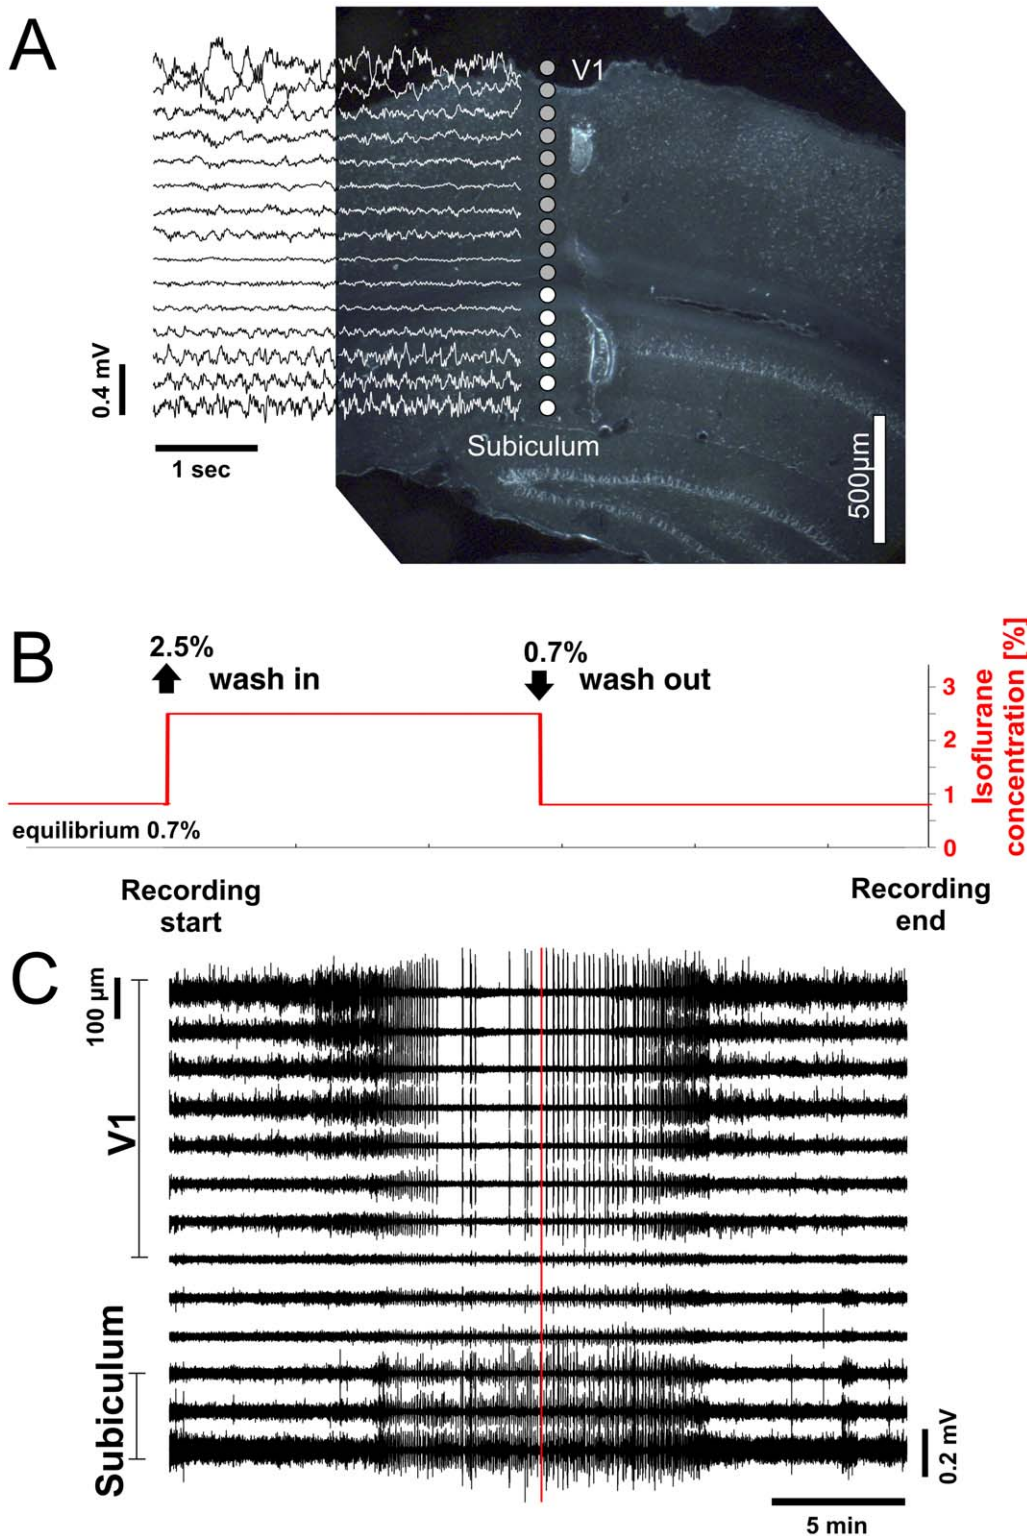 A
V1
0.4 mV
1 sec
Subiculum
500µm
B
2.5%
wash in
0.7%
wash out
3
2
1
0
Isoflurane
concentration [%]
equilibrium 0.7%
Recording
start
Recording
end
C
100 µm
V1
Subiculum
0.2 mV
5 min